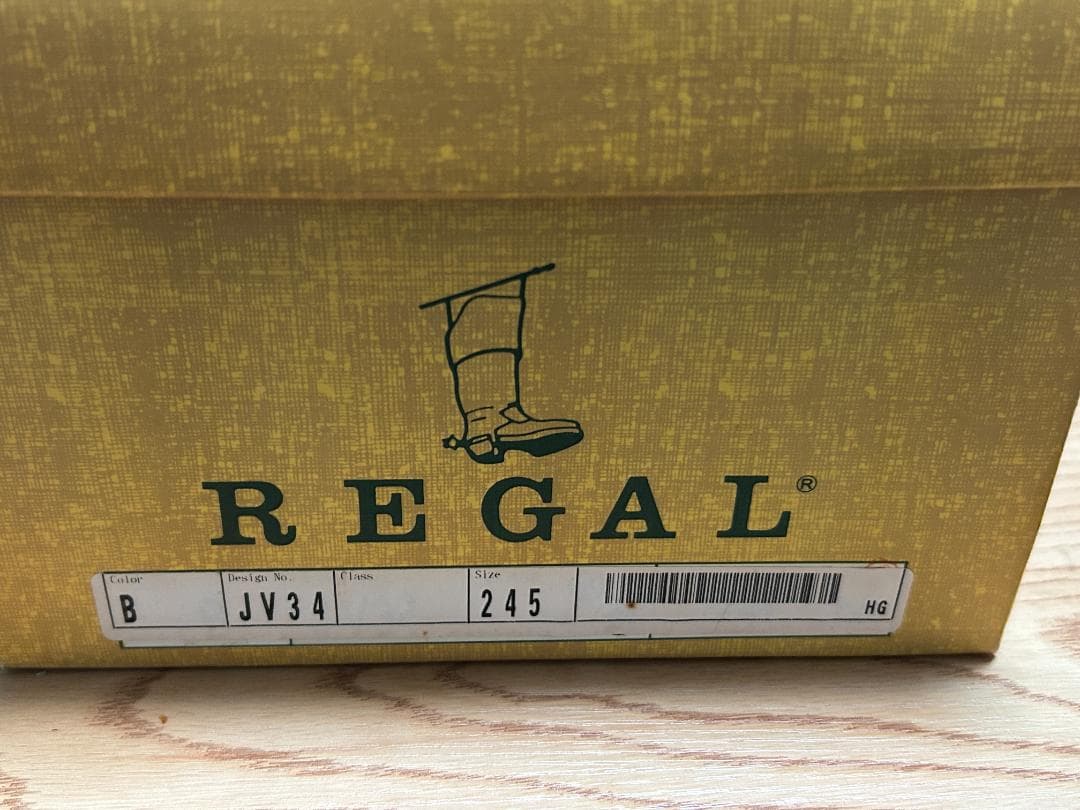 REGAL®
Color Design No. Class Size
B JV34 245 HG